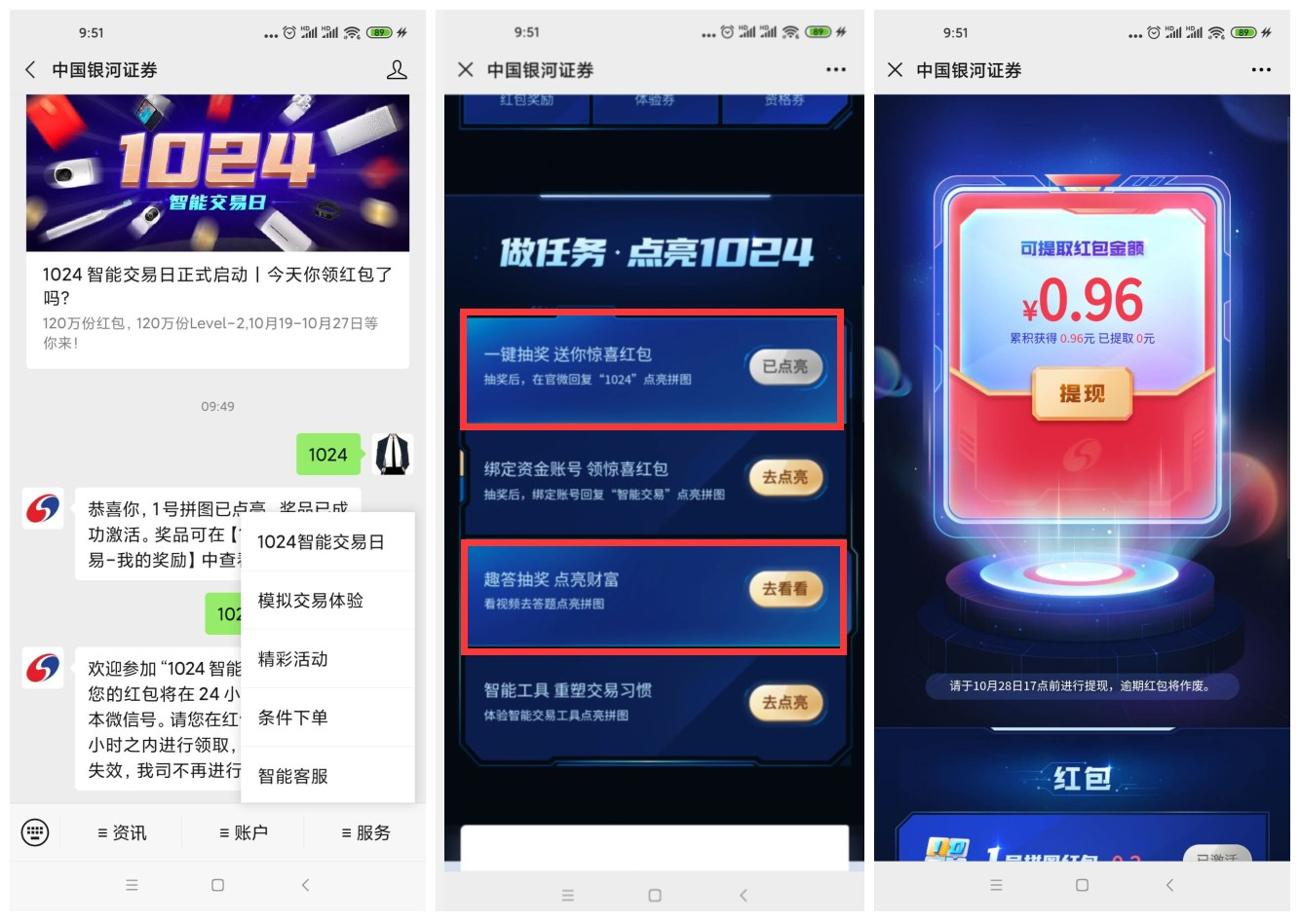 9:51
89
中国银河证券
1024
智能交易日
1024 智能交易日正式启动丨今天你领红包了
吗?
120万份红包，120万份Level-2,10月19-10月27日等
你来！
09:49
1024
恭喜你，1号拼图已点亮，奖品已成
功激活。奖品可在【
易-我的奖励】中查
102
欢迎参加“1024 智能
您的红包将在 24 小
本微信号。请您在红
小时之内进行领取，
失效，我司不再进行
1024智能交易日
模拟交易体验
精彩活动
条件下单
智能客服
资讯
账户
服务
9:51
89
中国银河证券
红包奖励
体验券
资格券
做任务·点亮1024
一键抽奖 送你惊喜红包
抽奖后，在官微回复“1024”点亮拼图
已点亮
绑定资金账号 领惊喜红包
抽奖后，绑定账号回复“智能交易”点亮拼图
去点亮
趣答抽奖 点亮财富
看视频去答题点亮拼图
去看看
智能工具 重塑交易习惯
体验智能交易工具点亮拼图
去点亮
9:51
89
中国银河证券
可提取红包金额
¥0.96
累积获得 0.96元 已提取 0元
提现
请于10月28日17点前进行提现，逾期红包将作废。
红包
1号拼图红包
已激活